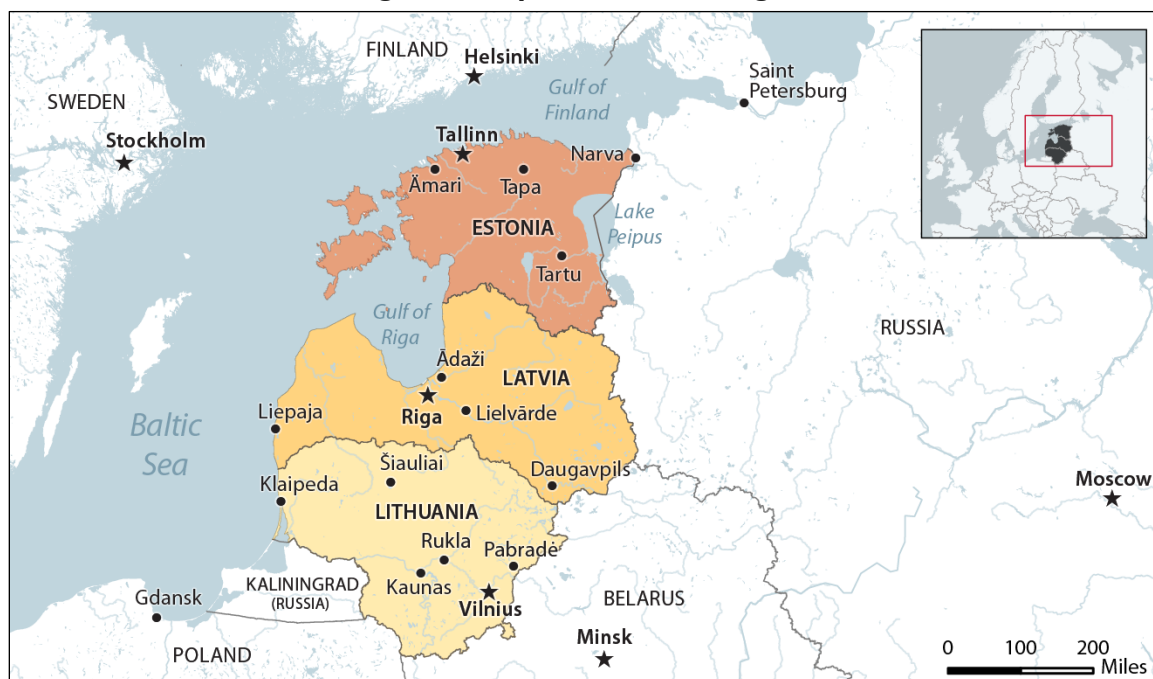 FINLAND
Helsinki
SWEDEN
Stockholm
Gulf of
Finland
Saint
Petersburg
Tallinn
Narva
Ämari
Tapa
ESTONIA
Lake
Peipus
Tartu
Gulf of
Riga
RUSSIA
Ādaži
LATVIA
Riga
Lielvārde
Liepaja
Baltic
Sea
Daugavpils
Šiauliai
Klaipeda
LITHUANIA
Moscow
Rukla
Pabradė
Kaunas
Vilnius
KALININGRAD
(RUSSIA)
Gdansk
BELARUS
Minsk
POLAND
0 100 200
Miles